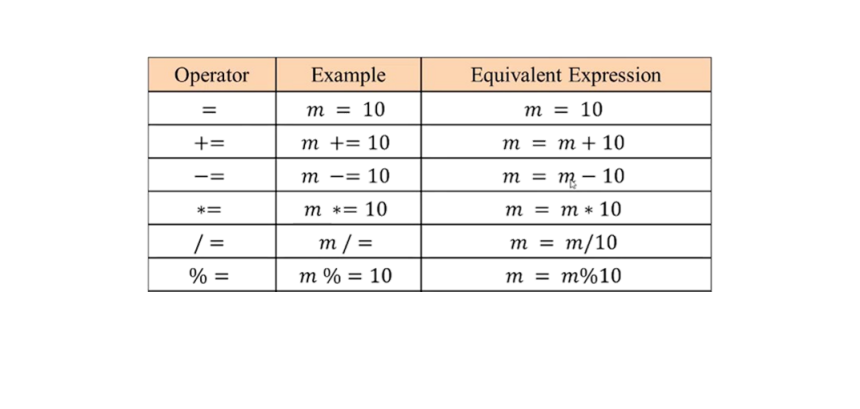 Operator Example Equivalent Expression
= m = 10 m = 10
+= m += 10 m = m + 10
−= m −= 10 m = m − 10
*= m *= 10 m = m * 10
/ = m / = m = m/10
% = m % = 10 m = m%10